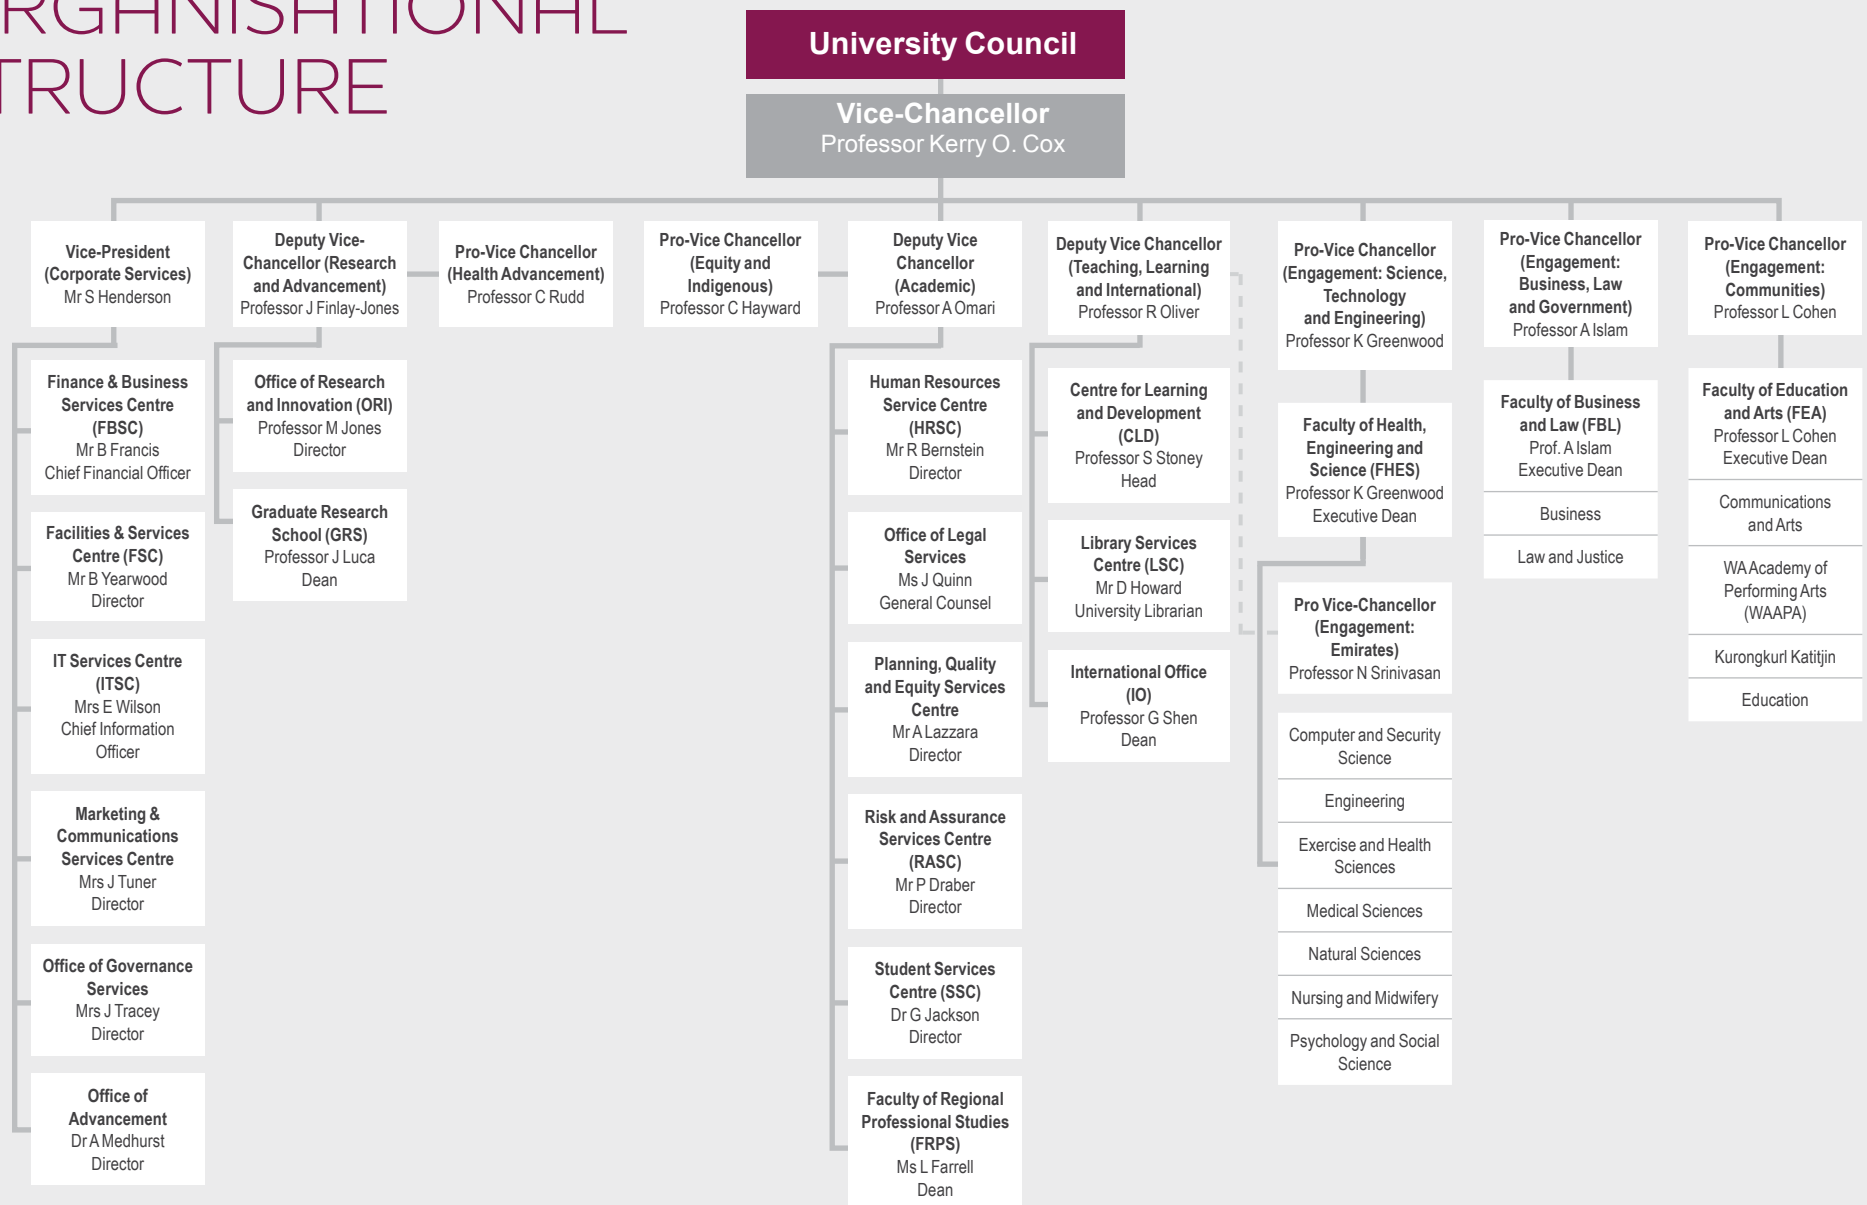 RGANISATIONAL
TRUCTURE
University Council
Vice-Chancellor
Professor Kerry O. Cox
Vice-President
(Corporate Services)
Mr S Henderson
Deputy Vice-
Chancellor (Research
and Advancement)
Professor J Finlay-Jones
Pro-Vice Chancellor
(Health Advancement)
Professor C Rudd
Pro-Vice Chancellor
(Equity and
Indigenous)
Professor C Hayward
Deputy Vice
Chancellor
(Academic)
Professor A Omari
Deputy Vice Chancellor
(Teaching, Learning
and International)
Professor R Oliver
Pro-Vice Chancellor
(Engagement: Science,
Technology
and Engineering)
Professor K Greenwood
Pro-Vice Chancellor
(Engagement:
Business, Law
and Government)
Professor A Islam
Pro-Vice Chancellor
(Engagement:
Communities)
Professor L Cohen
Finance & Business
Services Centre
(FBSC)
Mr B Francis
Chief Financial Officer
Facilities & Services
Centre (FSC)
Mr B Yearwood
Director
IT Services Centre
(ITSC)
Mrs E Wilson
Chief Information
Officer
Marketing &
Communications
Services Centre
Mrs J Tuner
Director
Office of Governance
Services
Mrs J Tracey
Director
Office of
Advancement
Dr A Medhurst
Director
Office of Research
and Innovation (ORI)
Professor M Jones
Director
Graduate Research
School (GRS)
Professor J Luca
Dean
Human Resources
Service Centre
(HRSC)
Mr R Bernstein
Director
Office of Legal
Services
Ms J Quinn
General Counsel
Planning, Quality
and Equity Services
Centre
Mr A Lazzara
Director
Risk and Assurance
Services Centre
(RASC)
Mr P Draber
Director
Student Services
Centre (SSC)
Dr G Jackson
Director
Faculty of Regional
Professional Studies
(FRPS)
Ms L Farrell
Dean
Centre for Learning
and Development
(CLD)
Professor S Stoney
Head
Library Services
Centre (LSC)
Mr D Howard
University Librarian
International Office
(IO)
Professor G Shen
Dean
Faculty of Health,
Engineering and
Science (FHES)
Professor K Greenwood
Executive Dean
Pro Vice-Chancellor
(Engagement:
Emirates)
Professor N Srinivasan
Computer and Security
Science
Engineering
Exercise and Health
Sciences
Medical Sciences
Natural Sciences
Nursing and Midwifery
Psychology and Social
Science
Faculty of Business
and Law (FBL)
Prof. A Islam
Executive Dean
Business
Law and Justice
Faculty of Education
and Arts (FEA)
Professor L Cohen
Executive Dean
Communications
and Arts
WA Academy of
Performing Arts
(WAAPA)
Kurongkurl Katitjin
Education